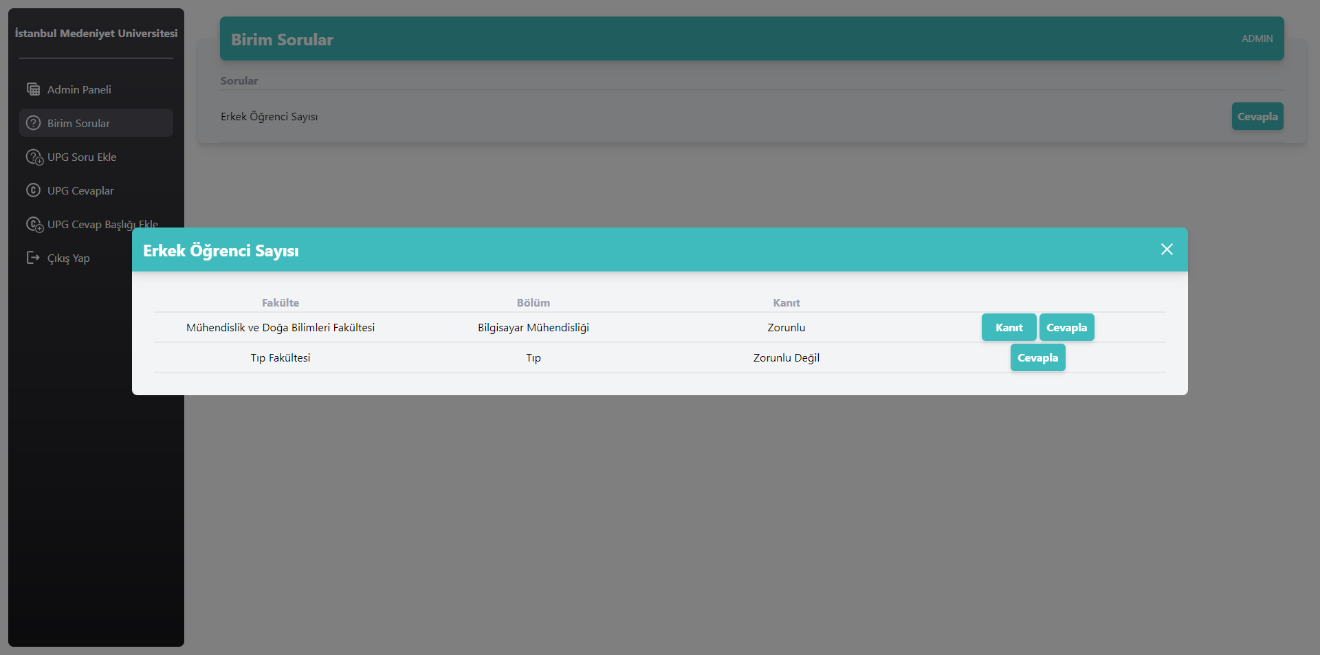 İstanbul Medeniyet Universitesi
Admin Paneli
Birim Sorular
UPG Soru Ekle
UPG Cevaplar
UPG Cevap Başlığı Ekle
Çıkış Yap
Birim Sorular
ADMIN
Sorular
Erkek Öğrenci Sayısı
Cevapla
Erkek Öğrenci Sayısı
Fakülte Bölüm Kanıt
Mühendislik ve Doğa Bilimleri Fakültesi Bilgisayar Mühendisliği Zorunlu Kanıt Cevapla
Tıp Fakültesi Tıp Zorunlu Değil Cevapla